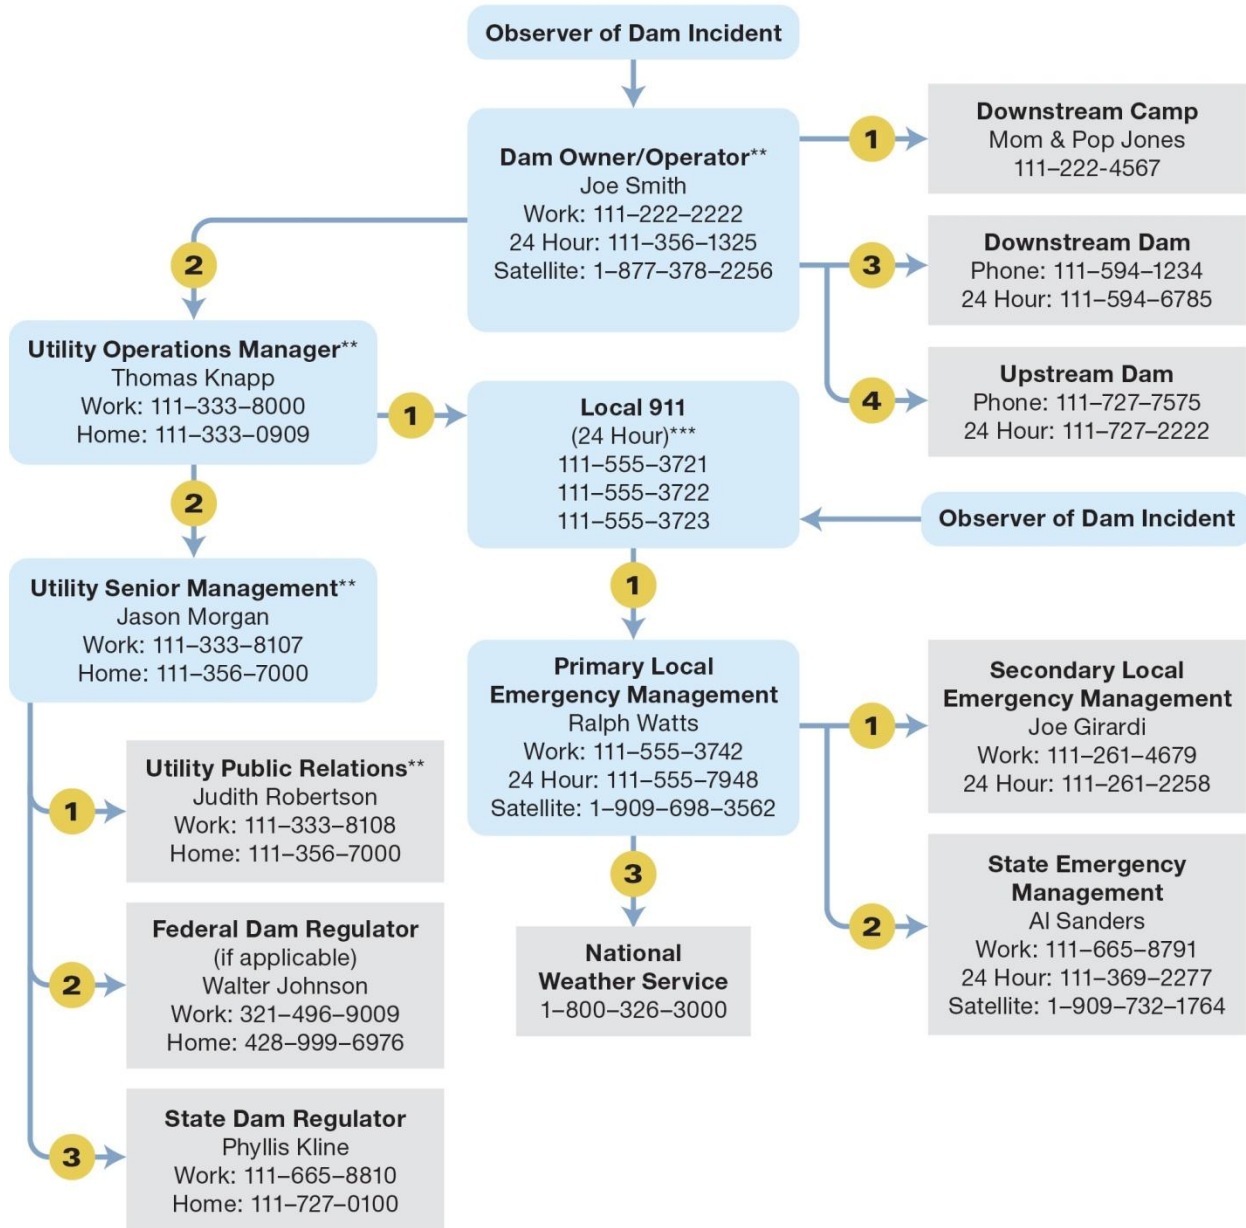 Observer of Dam Incident
Dam Owner/Operator**
Joe Smith
Work: 111–222–2222
24 Hour: 111–356–1325
Satellite: 1–877–378–2256
1
Downstream Camp
Mom & Pop Jones
111–222-4567
3
Downstream Dam
Phone: 111–594–1234
24 Hour: 111–594–6785
4
Upstream Dam
Phone: 111–727–7575
24 Hour: 111–727–2222
2
Utility Operations Manager**
Thomas Knapp
Work: 111–333–8000
Home: 111–333–0909
1
Local 911
(24 Hour)***
111–555–3721
111–555–3722
111–555–3723
Observer of Dam Incident
2
Utility Senior Management**
Jason Morgan
Work: 111–333–8107
Home: 111–356–7000
1
Primary Local
Emergency Management
Ralph Watts
Work: 111–555–3742
24 Hour: 111–555–7948
Satellite: 1–909–698–3562
1
Secondary Local
Emergency Management
Joe Girardi
Work: 111–261–4679
24 Hour: 111–261–2258
2
State Emergency
Management
Al Sanders
Work: 111–665–8791
24 Hour: 111–369–2277
Satellite: 1–909–732–1764
3
National
Weather Service
1–800–326–3000
1
Utility Public Relations**
Judith Robertson
Work: 111–333–8108
Home: 111–356–7000
2
Federal Dam Regulator
(if applicable)
Walter Johnson
Work: 321–496–9009
Home: 428–999–6976
3
State Dam Regulator
Phyllis Kline
Work: 111–665–8810
Home: 111–727–0100